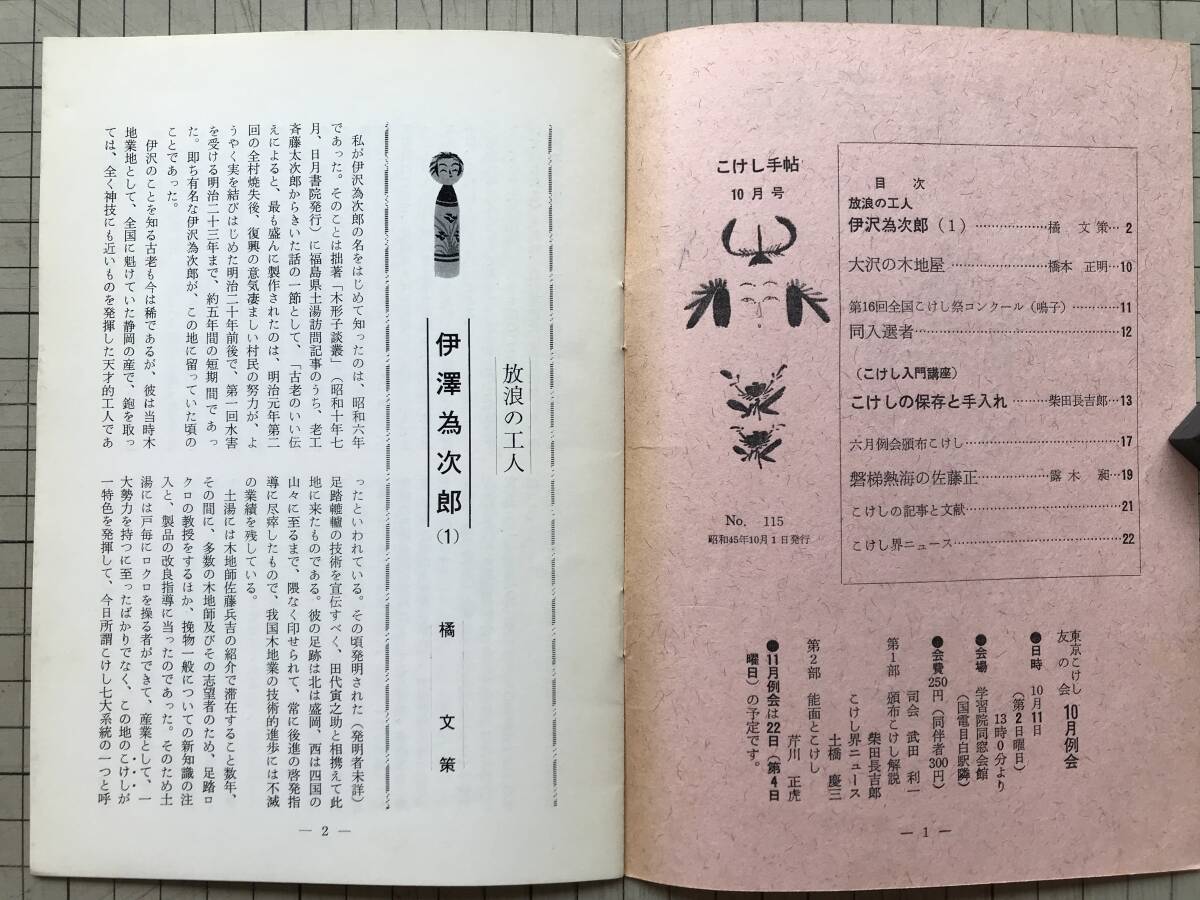 こけし手帖
10月号
No. 115
昭和45年10月1日発行
目次
放浪の工人
伊沢為次郎(1)…橘 文策…2
大沢の木地屋…橋本 正明…10
第16回全国こけし祭コンクール(鳴子)…11
同入選者…12
(こけし入門講座)
こけしの保存と手入れ…柴田長吉郎…13
六月例会頒布こけし…17
磐梯熱海の佐藤正…露木 昶…19
こけしの記事と文献…21
こけし界ニュース…22
東京こけし友の会 10月例会
●日時 10月11日
(第2日曜日)
13時0分より
●会場 学習院同窓会館
(国電目白駅隣)
●会費 250円(同伴者300円)
司会 武田 利一
第1部 頒布こけし解説
柴田長吉郎
こけし界ニュース
土橋 慶三
第2部 能面とこけし
芹川 正虎
●11月例会は22日(第4日
曜日)の予定です。
— 1 —
放浪の工人
伊澤為次郎(1)
橘 文策
私が伊沢為次郎の名をはじめて知ったのは、昭和六年
であった。そのことは拙著「木形子談叢」(昭和十年七
月、日月書院発行)に福島県土湯訪問記事のうち、老工
斉藤太次郎からきいた話の一節として、「古老のいい伝
えによると、最も盛んに製作されたのは、明治元年第二
回の全村焼失後、復興の意気凄ましい村民の努力が、よ
うやく実を結びはじめた明治二十年前後で、第一回水害
を受ける明治二十三年まで、約五年間の短期間であっ
た。即ち有名な伊沢為次郎が、この地に留っていた頃の
ことであった。
伊沢のことを知る古老も今は稀であるが、彼は当時木
地業地として、全国に魁けていた静岡の産で、鉋を取っ
ては、全く神技にも近いものを発揮した天才的工人であ
ったといわれている。その頃発明された(発明者未詳)
足踏轆轤の技術を宣伝すべく、田代寅之助と相携えて此
地に来たものである。彼の足跡は北は盛岡、西は四国の
山々に至るまで、隈なく印せられて、常に後進の啓発指
導に尽瘁したもので、我国木地業の技術的進歩には不滅
の業績を残している。
土湯には木地師佐藤兵吉の紹介で滞在すること数年、
その間に、多数の木地師及びその志望者のため、足踏ロ
クロの教授をするほか、挽物一般についての新知識の注
入と、製品の改良指導に当ったのであった。そのため土
湯には戸毎にロクロを操る者ができて、産業として、一
大勢力を持つに至ったばかりでなく、この地のこけしが
一特色を発揮して、今日所謂こけし七大系統の一つと呼
— 2 —